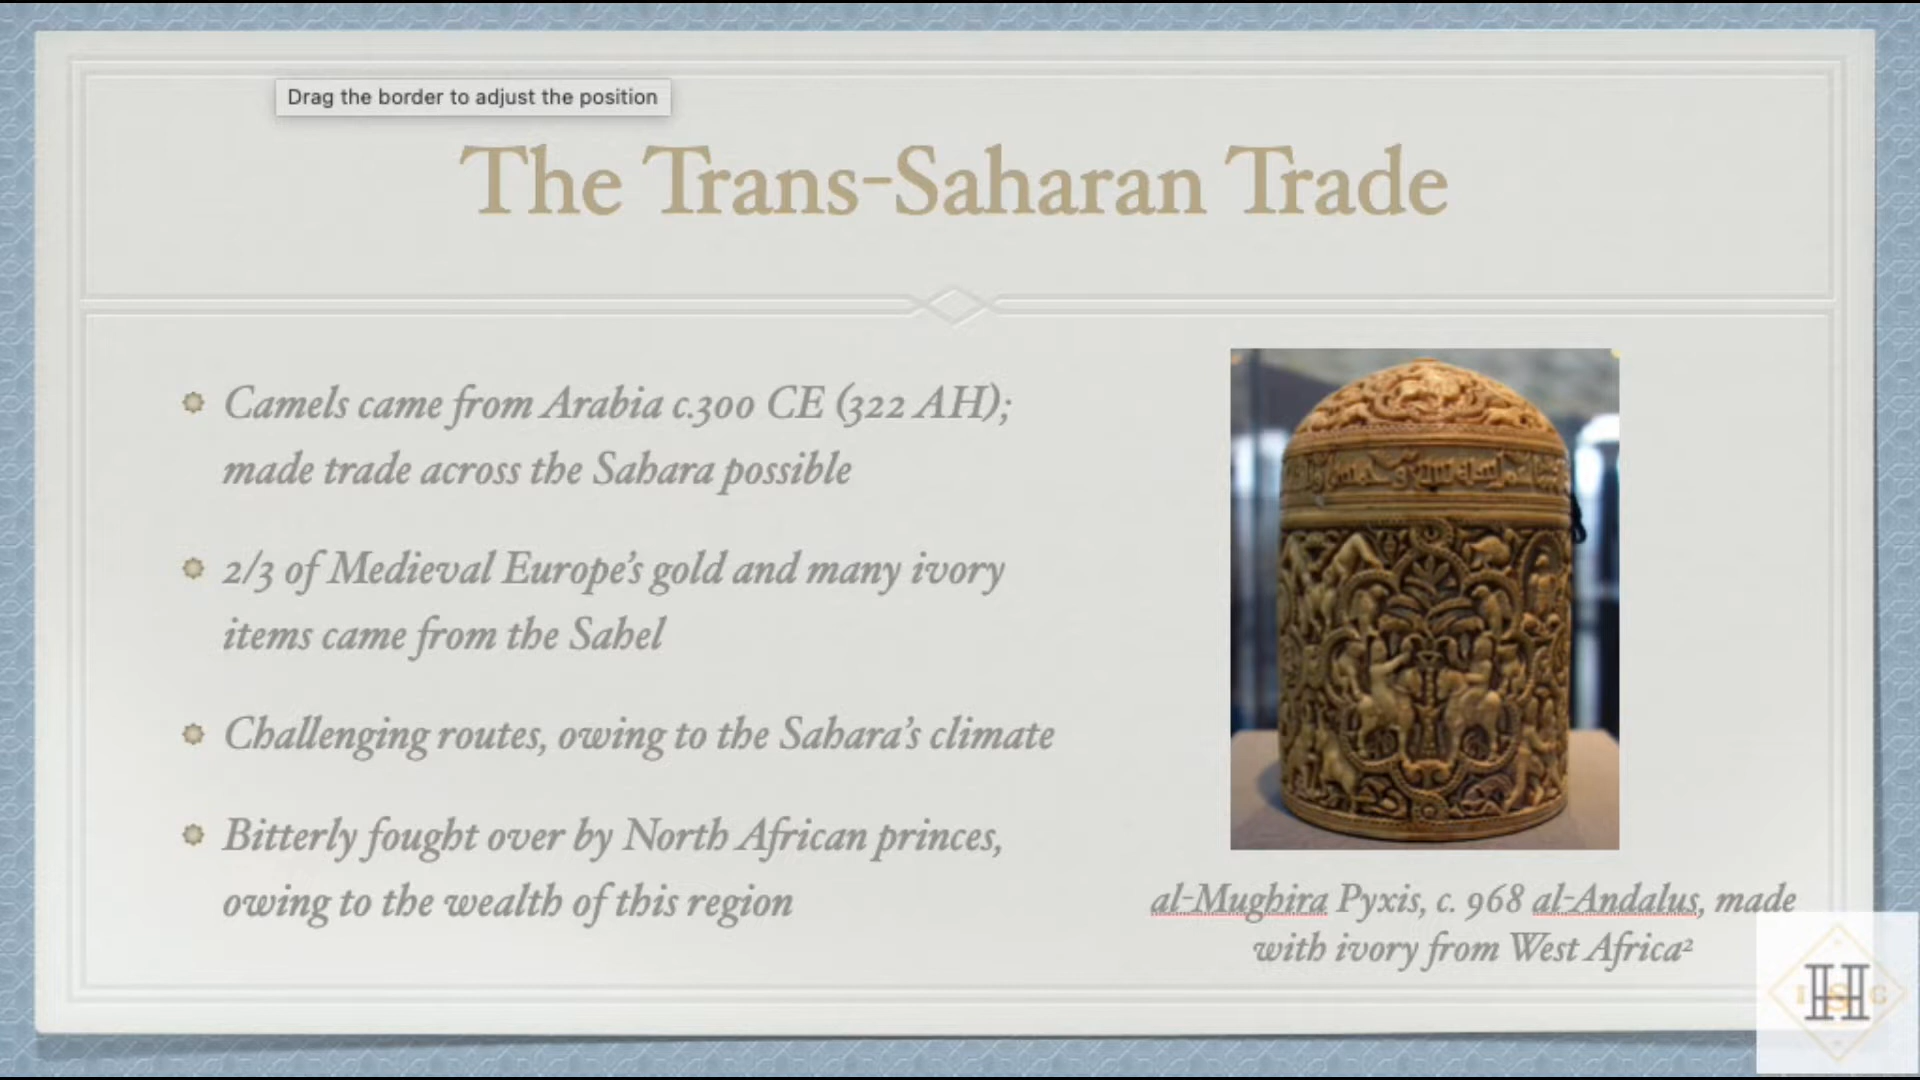 Drag the border to adjust the position
The Trans-Saharan Trade
Camels came from Arabia c.300 CE (322 AH);
made trade across the Sahara possible
2/3 of Medieval Europe's gold and many ivory
items came from the Sahel
Challenging routes, owing to the Sahara's climate
Bitterly fought over by North African princes,
owing to the wealth of this region
al-Mughira Pyxis, c. 968 al-Andalus, made
with ivory from West Africa²
I H S C